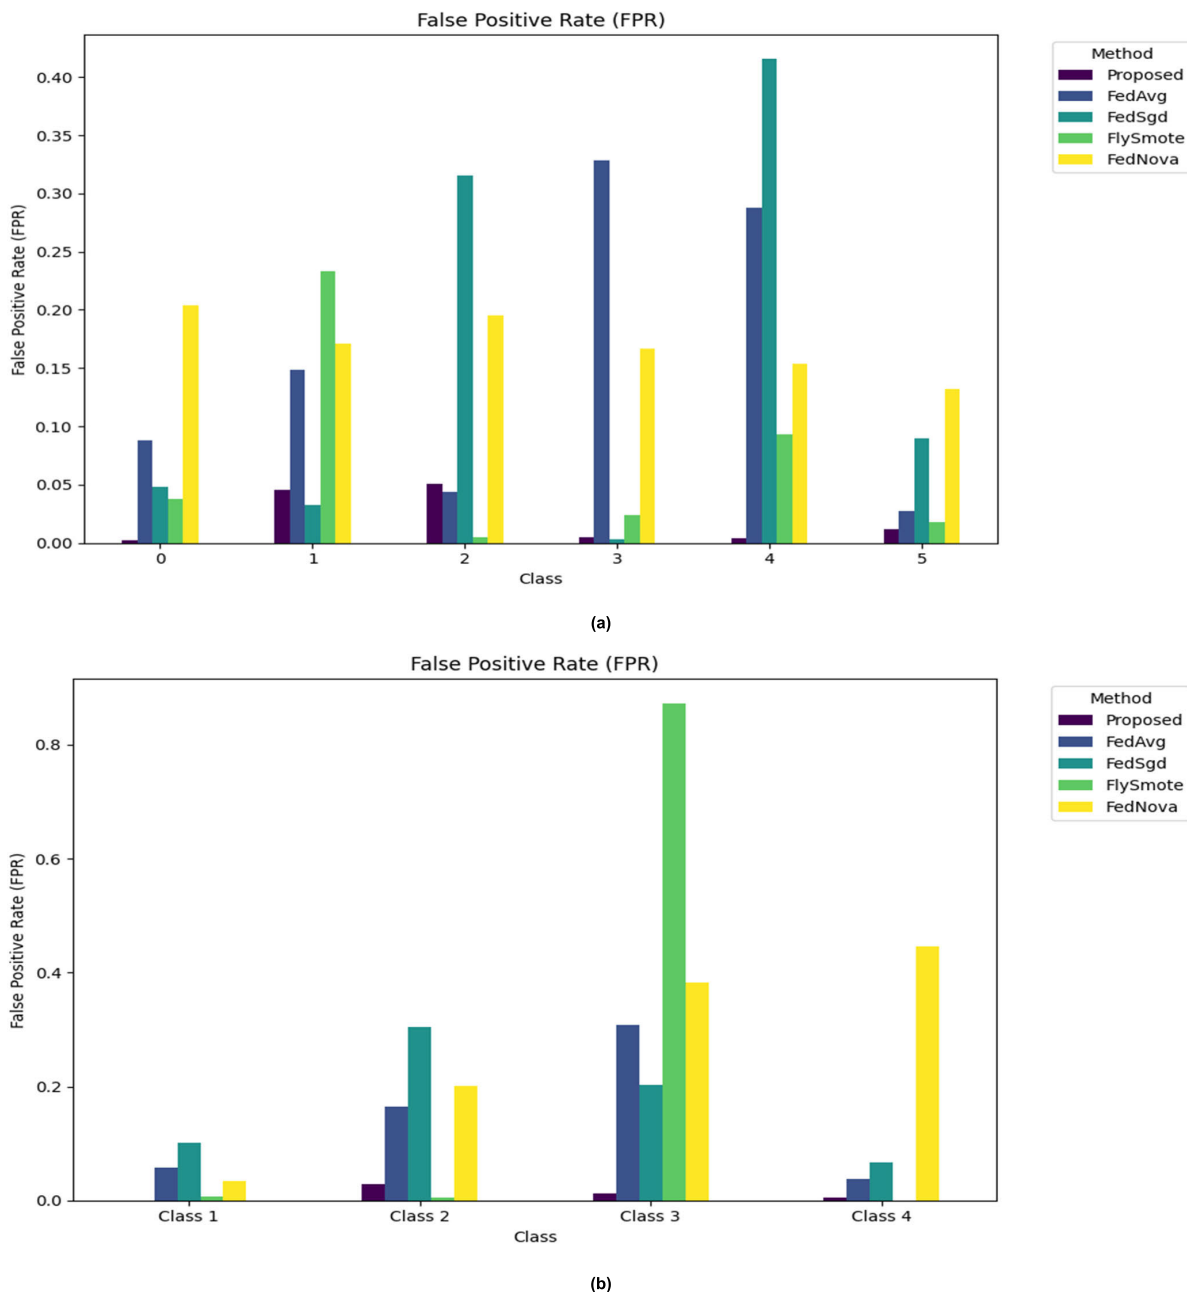 False Positive Rate (FPR)
False Positive Rate (FPR)
0.40
0.35
0.30
0.25
0.20
0.15
0.10
0.05
0.00
0 1 2 3 4 5
Class
Method
Proposed
FedAvg
FedSgd
FlySmote
FedNova
(a)
False Positive Rate (FPR)
False Positive Rate (FPR)
0.8
0.6
0.4
0.2
0.0
Class 1 Class 2 Class 3 Class 4
Class
Method
Proposed
FedAvg
FedSgd
FlySmote
FedNova
(b)